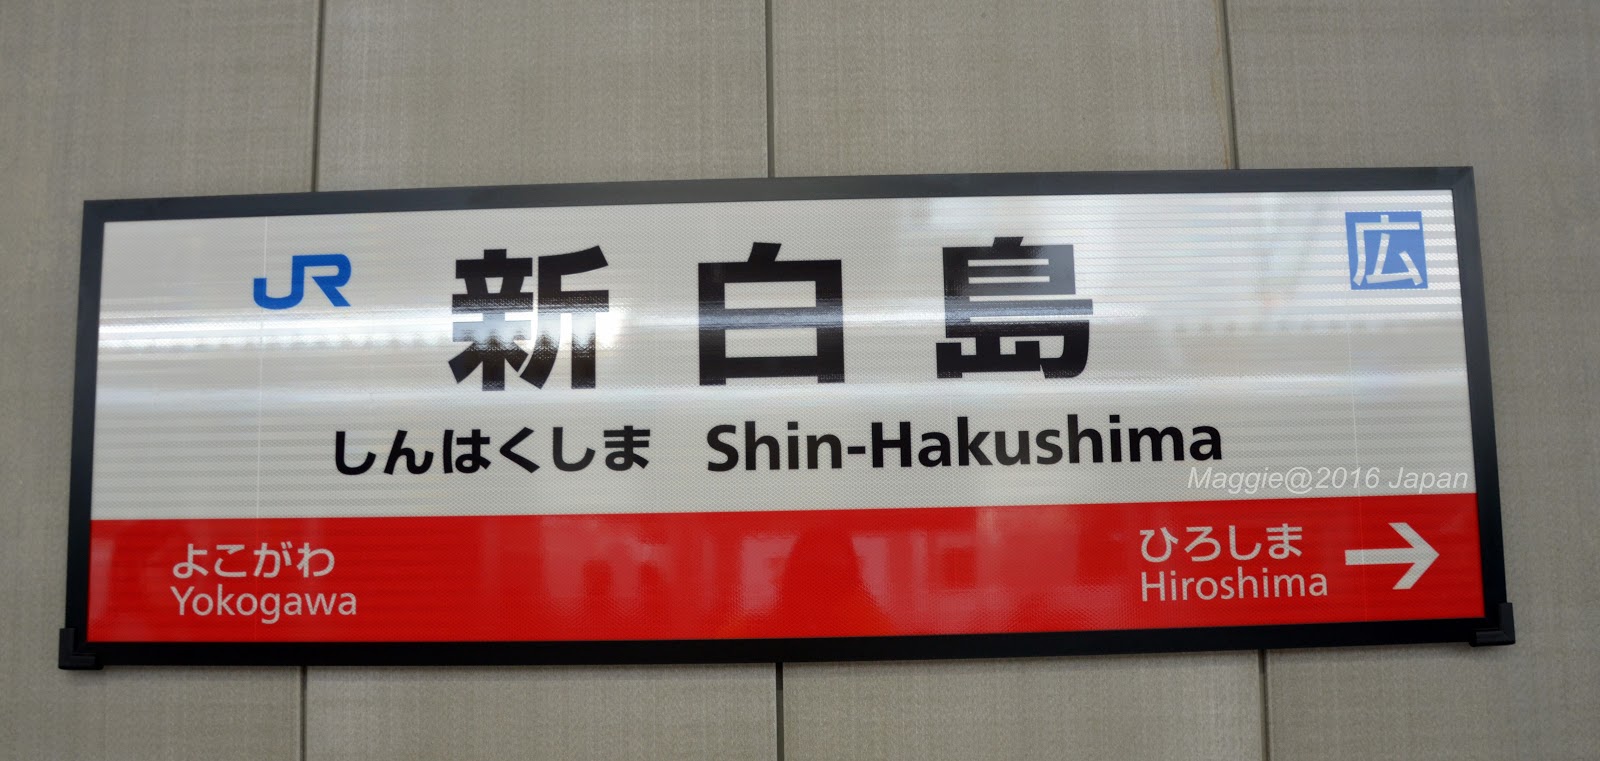 JR
新白島
広
しんはくしま Shin-Hakushima
Maggie@2016 Japan
よこがわ
Yokogawa
ひろしま
Hiroshima →